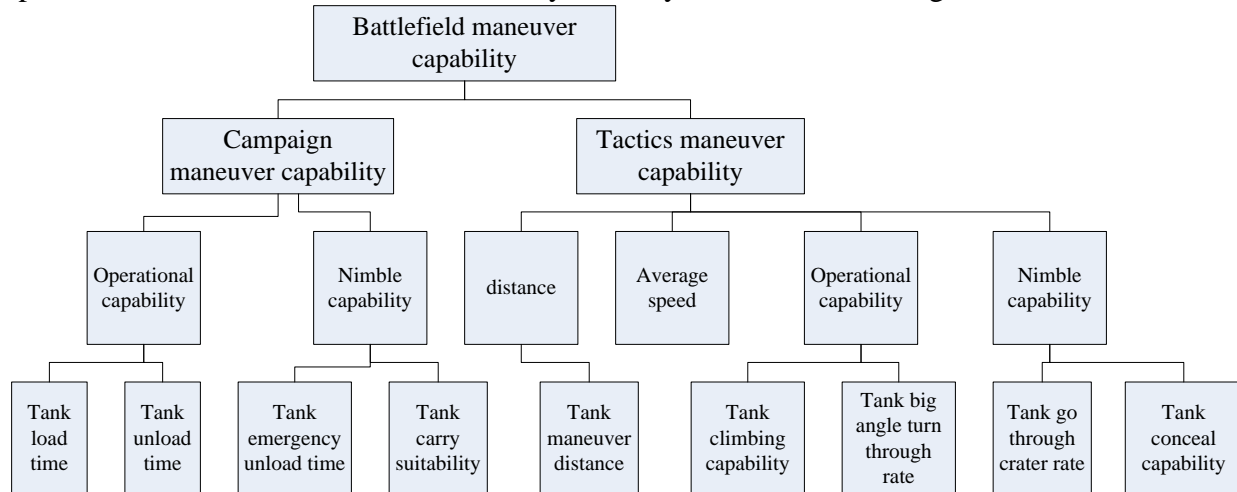 Battlefield maneuver
capability
Campaign
maneuver capability
Tactics maneuver
capability
Operational
capability
Nimble
capability
distance
Average
speed
Operational
capability
Nimble
capability
Tank
load
time
Tank
unload
time
Tank
emergency
unload time
Tank
carry
suitability
Tank
maneuver
distance
Tank
climbing
capability
Tank big
angle turn
through
rate
Tank go
through
crater rate
Tank
conceal
capability